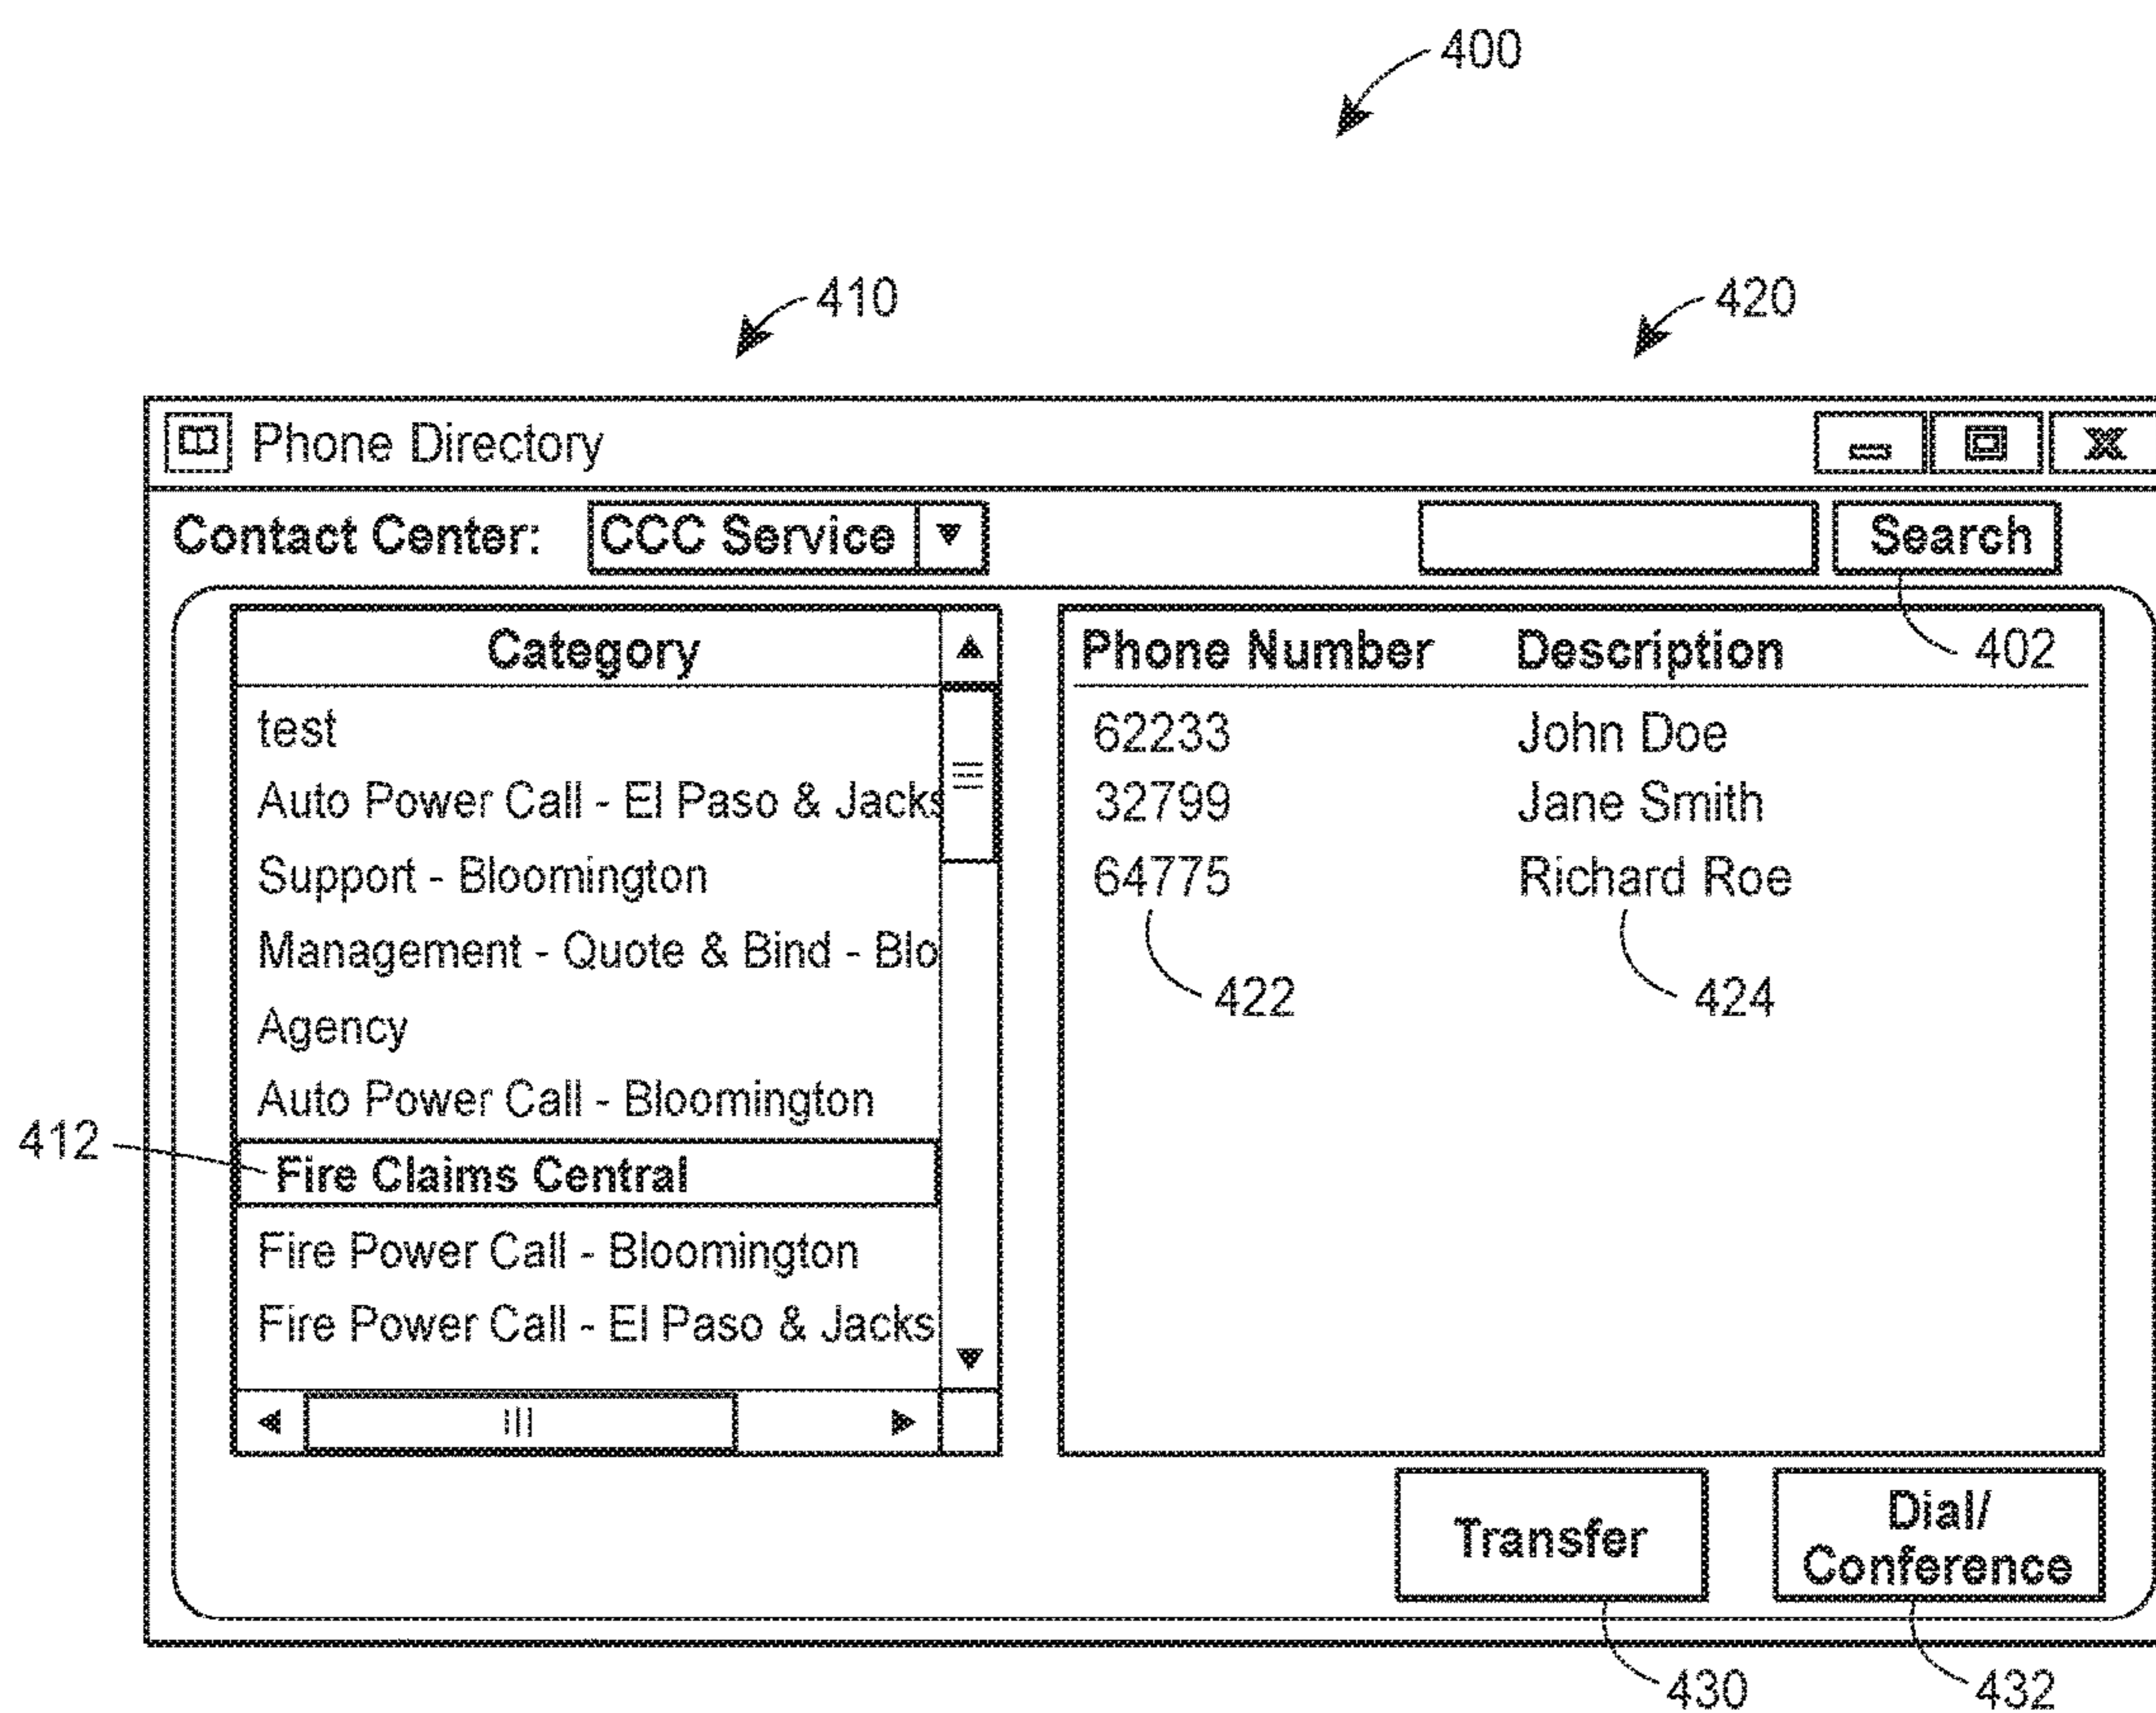 400
410
420
Phone Directory
Contact Center: CCC Service Search
402
Category
test
Auto Power Call - El Paso & Jacks
Support - Bloomington
Management - Quote & Bind - Blo
Agency
Auto Power Call - Bloomington
412
Fire Claims Central
Fire Power Call - Bloomington
Fire Power Call - El Paso & Jacks
Phone Number Description
62233 John Doe
32799 Jane Smith
64775 Richard Roe
422 424
Transfer
Dial/
Conference
430 432